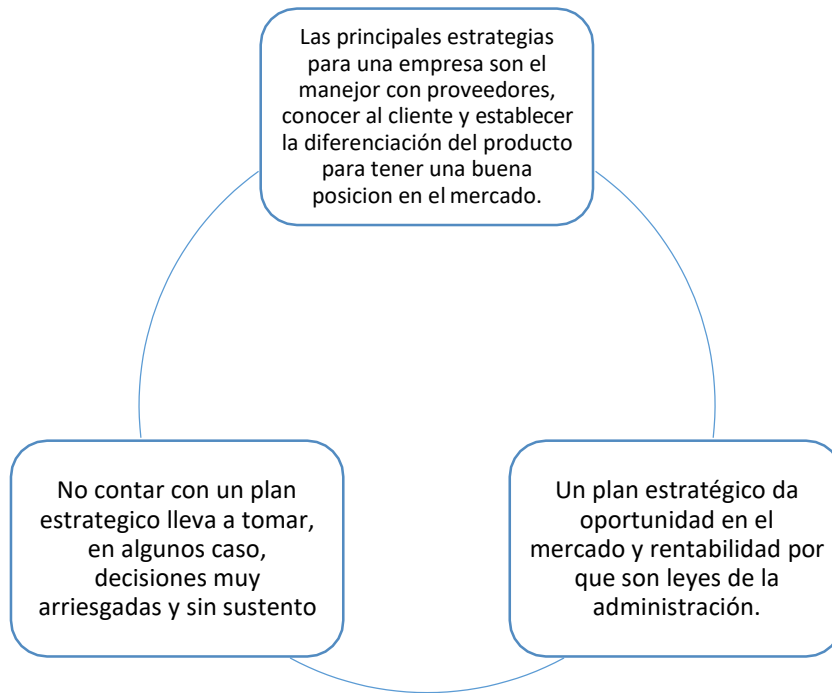 Las principales estrategias
para una empresa son el
manejor con proveedores,
conocer al cliente y establecer
la diferenciación del producto
para tener una buena
posicion en el mercado.
No contar con un plan
estrategico lleva a tomar,
en algunos caso,
decisiones muy
arriesgadas y sin sustento
Un plan estratégico da
oportunidad en el
mercado y rentabilidad por
que son leyes de la
administración.